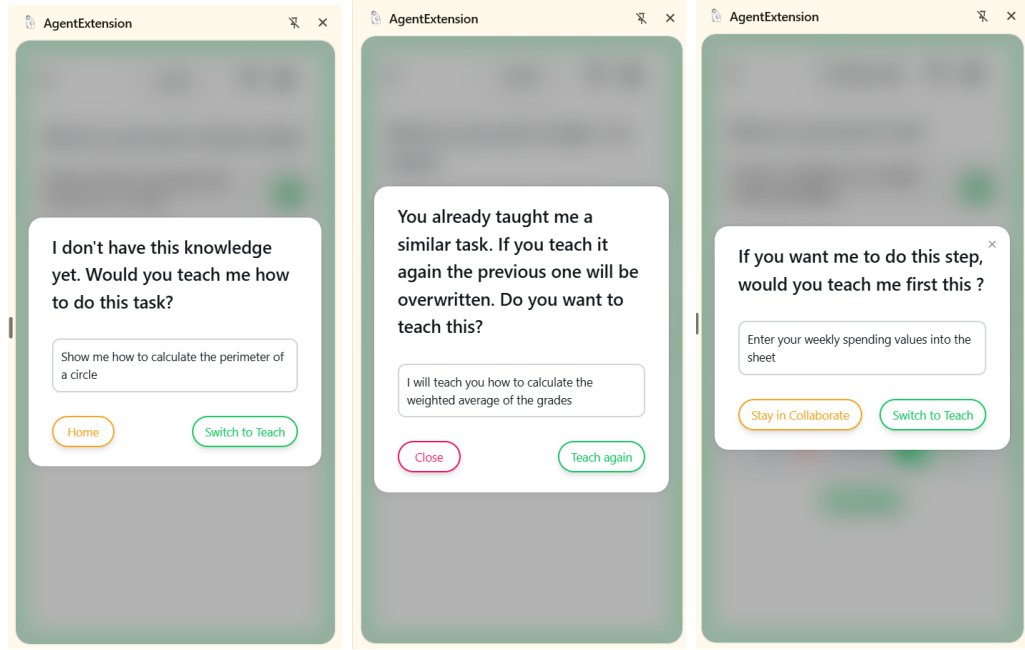 AgentExtension
I don't have this knowledge
yet. Would you teach me how
to do this task?
Show me how to calculate the perimeter of
a circle
Home
Switch to Teach
AgentExtension
You already taught me a
similar task. If you teach it
again the previous one will be
overwritten. Do you want to
teach this?
I will teach you how to calculate the
weighted average of the grades
Close
Teach again
AgentExtension
If you want me to do this step,
would you teach me first this ?
Enter your weekly spending values into the
sheet
Stay in Collaborate
Switch to Teach